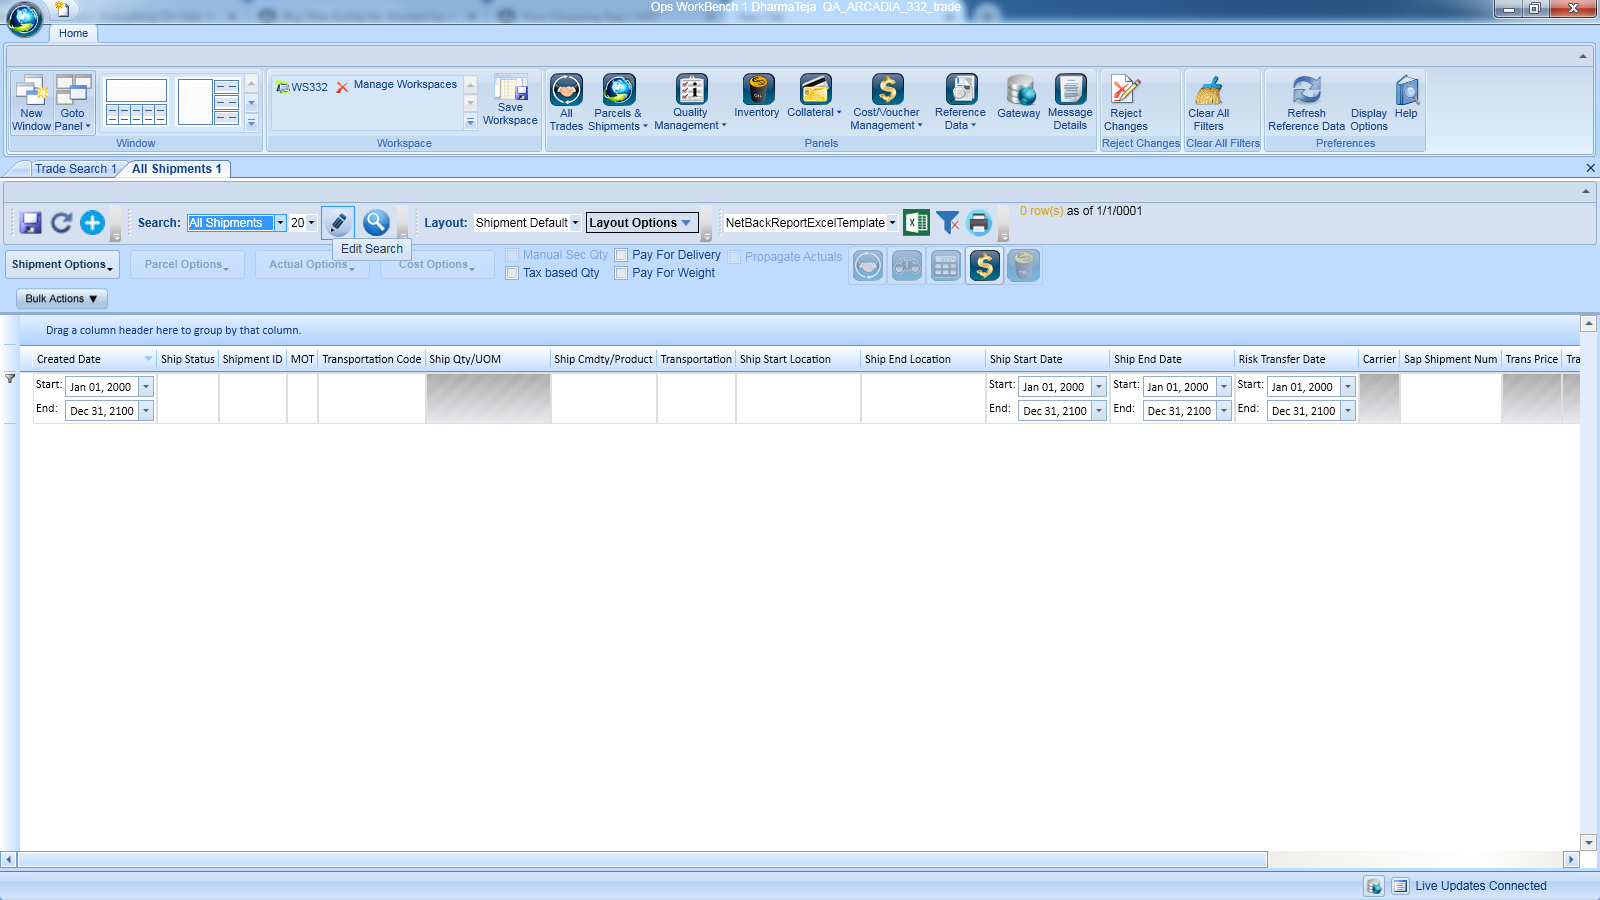 Ops WorkBench 1 DharmaTeja QA_ARCADIA_332_trade
Home
New Window
Goto Panel
Window
WS332
Manage Workspaces
Save Workspace
Workspace
All Trades
Parcels & Shipments
Quality Management
Inventory
Collateral
Cost/Voucher Management
Reference Data
Gateway
Message Details
Panels
Reject Changes
Reject Changes
Clear All Filters
Clear All Filters
Refresh Reference Data
Display Options
Help
Preferences
Trade Search 1
All Shipments 1
Search: All Shipments 20
Layout: Shipment Default Layout Options
NetBackReportExcelTemplate
0 row(s) as of 1/1/0001
Edit Search
Shipment Options
Parcel Options
Actual Options
Cost Options
Manual Sec Qty
Pay For Delivery
Propagate Actuals
Tax based Qty
Pay For Weight
Bulk Actions
Drag a column header here to group by that column.
Created Date Ship Status Shipment ID MOT Transportation Code Ship Qty/UOM Ship Cmdty/Product Transportation Ship Start Location Ship End Location Ship Start Date Ship End Date Risk Transfer Date Carrier Sap Shipment Num Trans Price Tra
Start: Jan 01, 2000 Start: Jan 01, 2000 Start: Jan 01, 2000 Start: Jan 01, 2000
End: Dec 31, 2100 End: Dec 31, 2100 End: Dec 31, 2100 End: Dec 31, 2100
Live Updates Connected